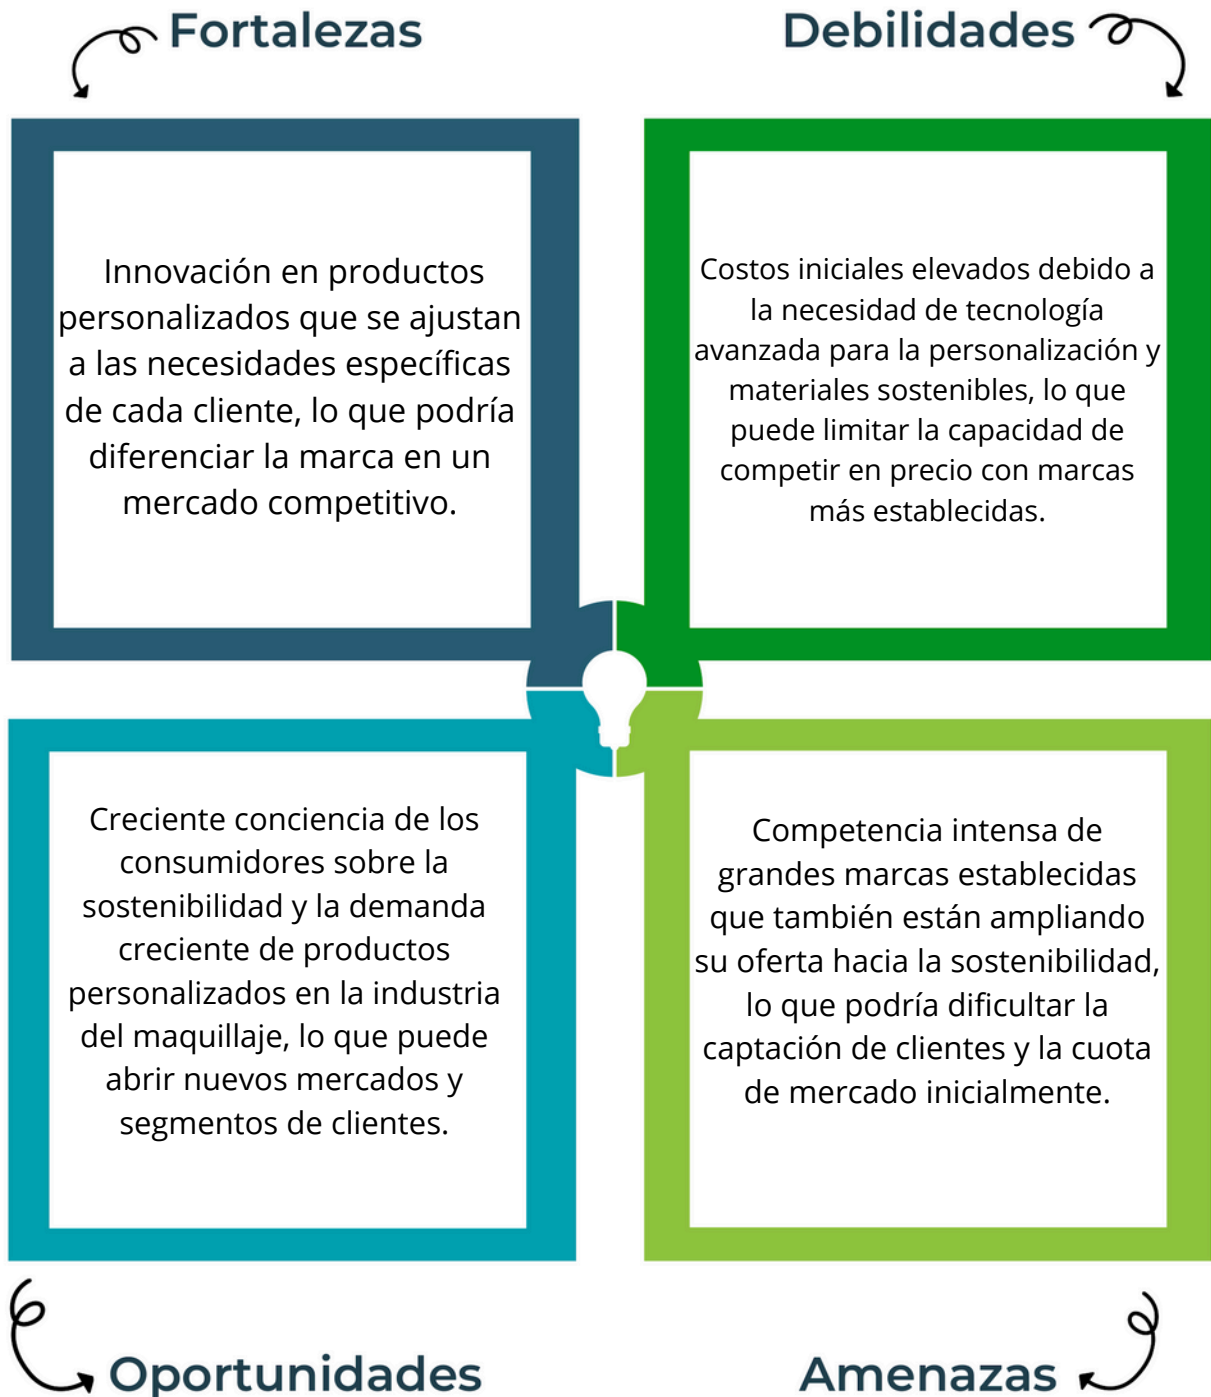 Fortalezas
Innovación en productos
personalizados que se ajustan
a las necesidades específicas
de cada cliente, lo que podría
diferenciar la marca en un
mercado competitivo.
Debilidades
Costos iniciales elevados debido a
la necesidad de tecnología
avanzada para la personalización y
materiales sostenibles, lo que
puede limitar la capacidad de
competir en precio con marcas
más establecidas.
Creciente conciencia de los
consumidores sobre la
sostenibilidad y la demanda
creciente de productos
personalizados en la industria
del maquillaje, lo que puede
abrir nuevos mercados y
segmentos de clientes.
Oportunidades
Competencia intensa de
grandes marcas establecidas
que también están ampliando
su oferta hacia la sostenibilidad,
lo que podría dificultar la
captación de clientes y la cuota
de mercado inicialmente.
Amenazas